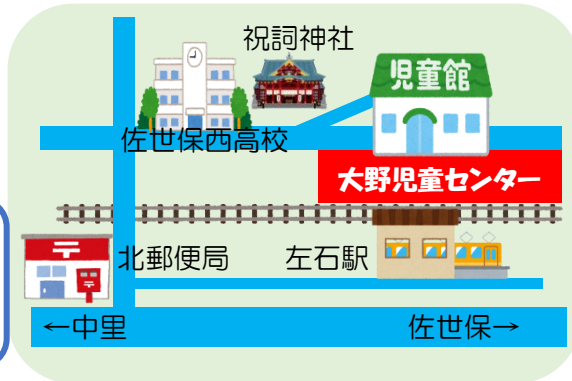 祝詞神社
児童館
佐世保西高校
大野児童センター
〒
北郵便局
左石駅
←中里
佐世保→